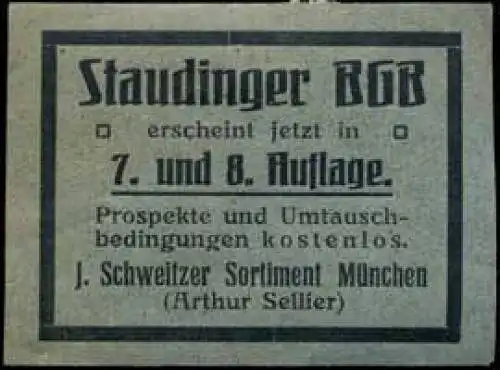 Staudinger BGB
erscheint jetzt in
7. und 8. Auflage.
Prospekte und Umtausch-
bedingungen kostenlos.
J. Schweitzer Sortiment München
(Arthur Sellier)